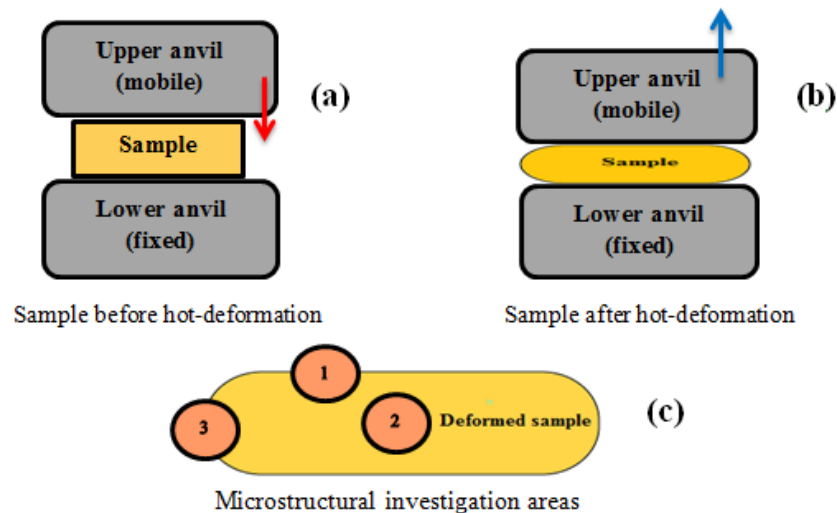 Upper anvil
(mobile)
(a)
Sample
Lower anvil
(fixed)
Sample before hot-deformation
Upper anvil
(mobile)
(b)
Sample
Lower anvil
(fixed)
Sample after hot-deformation
1
2
3
Deformed sample
(c)
Microstructural investigation areas